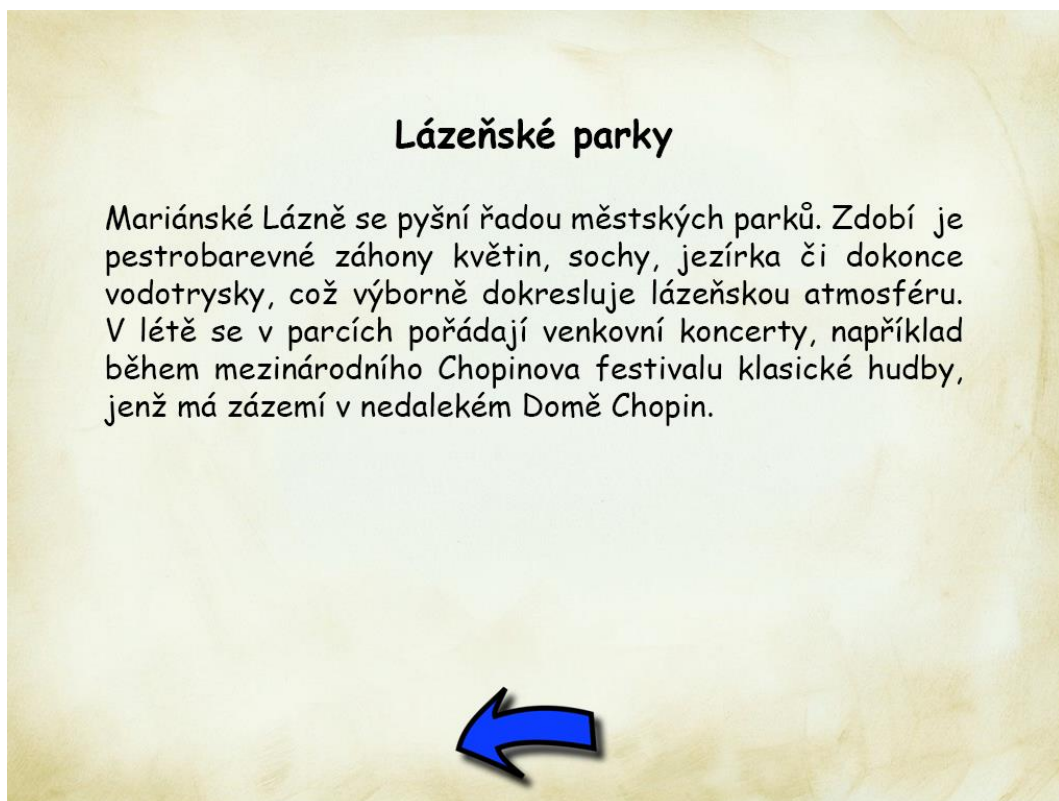 Lázeňské parky
Mariánské Lázně se pyšní řadou městských parků. Zdobí je
pestrobarevné záhony květin, sochy, jezírka či dokonce
vodotrysky, což výborně dokresluje lázeňskou atmosféru.
V létě se v parcích pořádají venkovní koncerty, například
během mezinárodního Chopinova festivalu klasické hudby,
jenž má zázemí v nedalekém Domě Chopin.